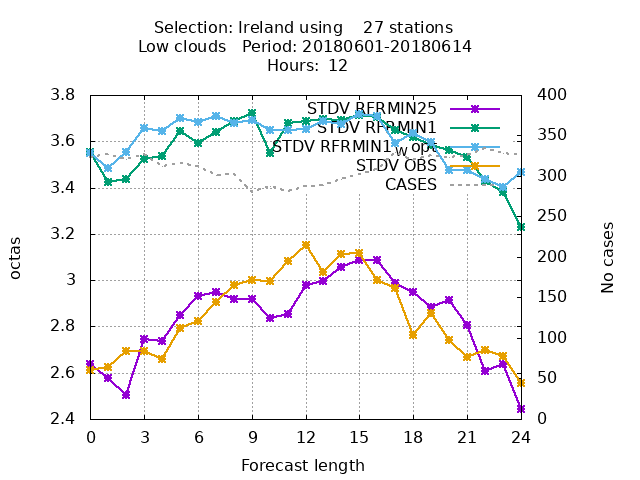 Selection: Ireland using 27 stations
Low clouds Period: 20180601-20180614
Hours: 12
3.8
3.6
3.4
3.2
3
2.8
2.6
2.4
octas
STDV RFRMIN25
STDV RFRMIN1
STDV RFRMIN1_W_opt
STDV OBS
CASES
400
350
300
250
200
150
100
50
0
No cases
0 3 6 9 12 15 18 21 24
Forecast length